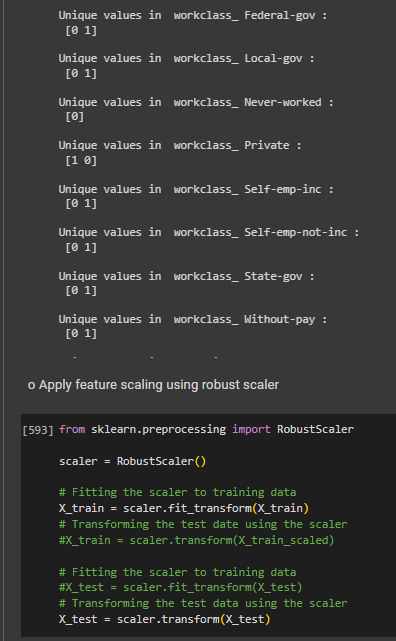 Unique values in  workclass_ Federal-gov :
[0 1]
Unique values in  workclass_ Local-gov :
[0 1]
Unique values in  workclass_ Never-worked :
[0]
Unique values in  workclass_ Private :
[1 0]
Unique values in  workclass_ Self-emp-inc :
[0 1]
Unique values in  workclass_ Self-emp-not-inc :
[0 1]
Unique values in  workclass_ State-gov :
[0 1]
Unique values in  workclass_ Without-pay :
[0 1]
o Apply feature scaling using robust scaler
[593] from sklearn.preprocessing import RobustScaler
scaler = RobustScaler()
# Fitting the scaler to training data
X_train = scaler.fit_transform(X_train)
# Transforming the test date using the scaler
#X_train = scaler.transform(X_train_scaled)
# Fitting the scaler to training data
#X_test = scaler.fit_transform(X_test)
# Transforming the test data using the scaler
X_test = scaler.transform(X_test)